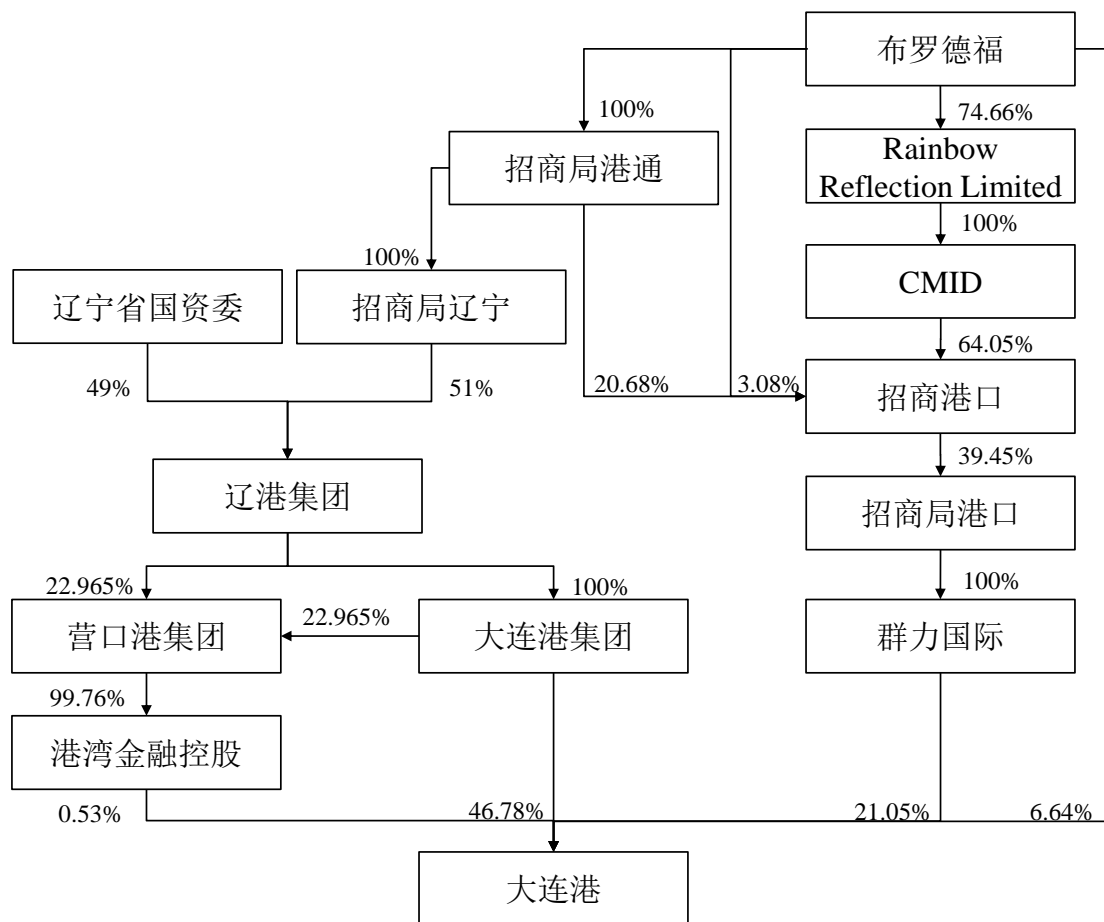 布罗德福
100%
74.66%
招商局港通
Rainbow
Reflection Limited
100%
100%
辽宁省国资委
招商局辽宁
CMID
64.05%
49%
51%
20.68%
3.08%
招商港口
39.45%
辽港集团
招商局港口
22.965%
100%
100%
营口港集团
22.965%
大连港集团
群力国际
99.76%
港湾金融控股
0.53%
46.78%
21.05%
6.64%
大连港